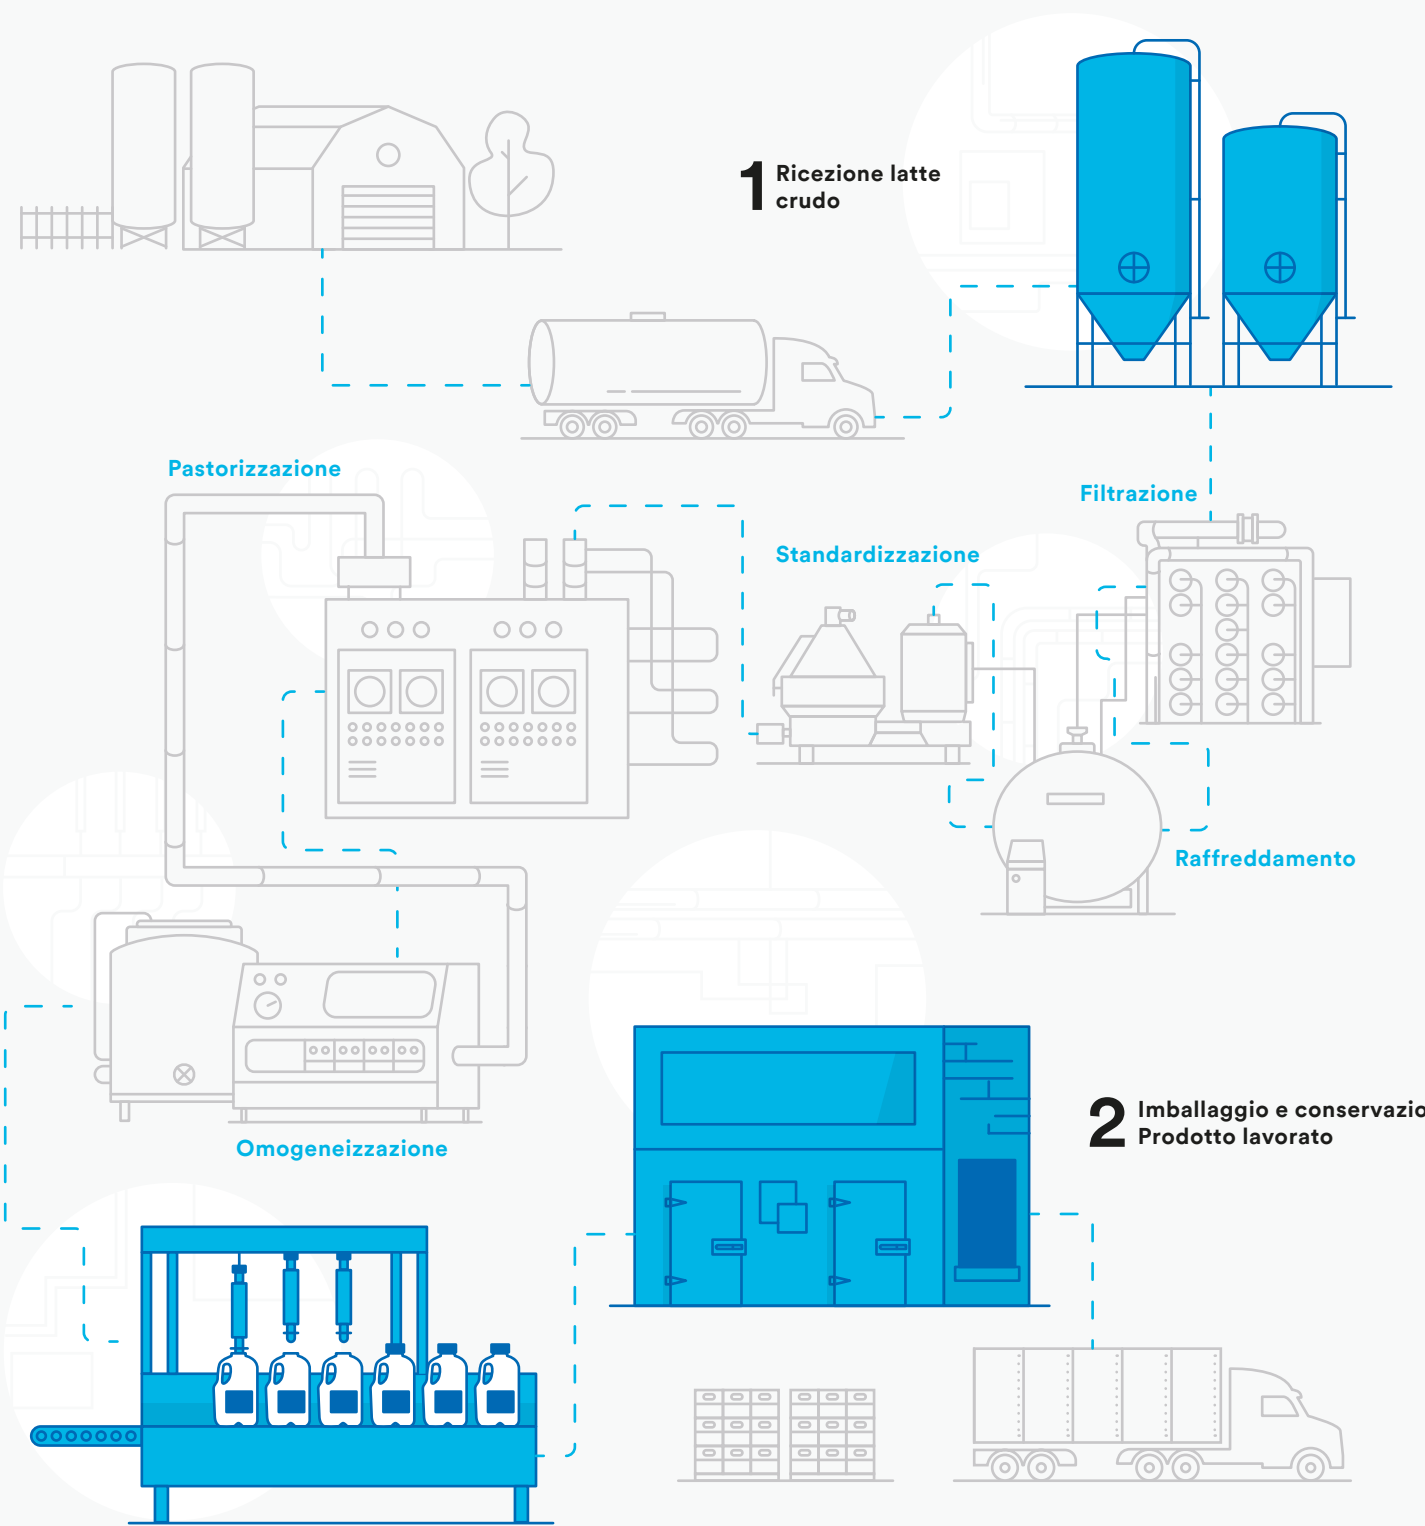 1 Ricezione latte
crudo
Pastorizzazione
Filtrazione
Standardizzazione
Raffreddamento
2 Imballaggio e conservazio
Prodotto lavorato
Omogeneizzazione